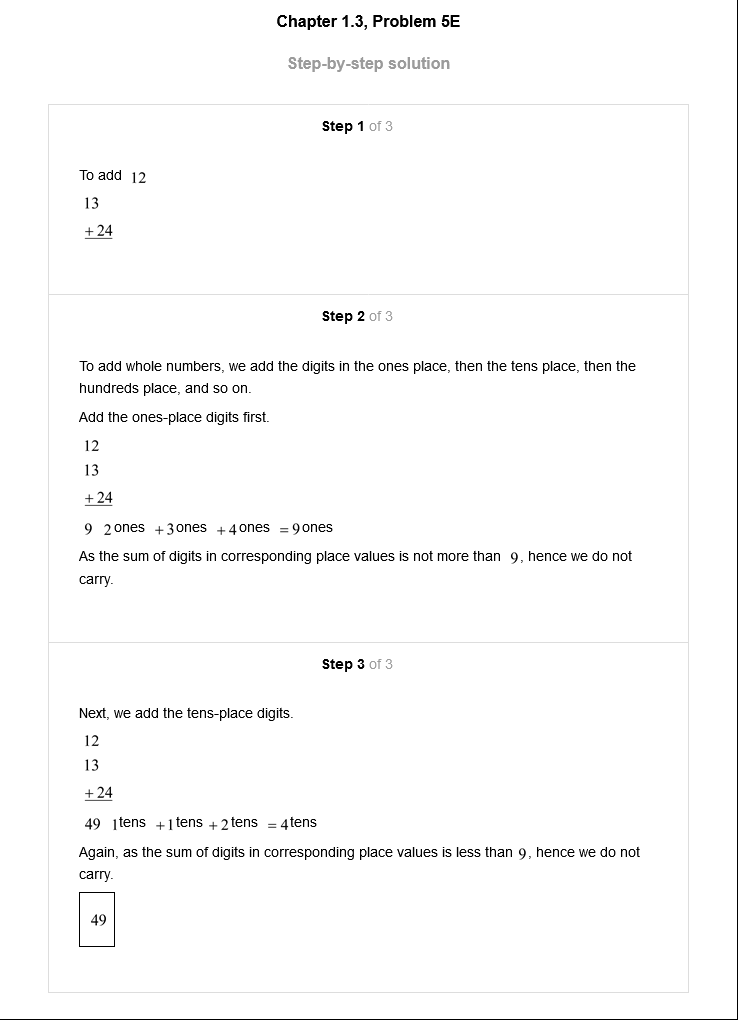 Chapter 1.3, Problem 5E
Step-by-step solution
Step 1 of 3
To add 12
13
+ 24
Step 2 of 3
To add whole numbers, we add the digits in the ones place, then the tens place, then the
hundreds place, and so on.
Add the ones-place digits first.
12
13
+ 24
9 2 ones + 3 ones + 4 ones = 9 ones
As the sum of digits in corresponding place values is not more than 9, hence we do not
carry.
Step 3 of 3
Next, we add the tens-place digits.
12
13
+ 24
49 1 tens + 1 tens + 2 tens = 4 tens
Again, as the sum of digits in corresponding place values is less than 9, hence we do not
carry.
49